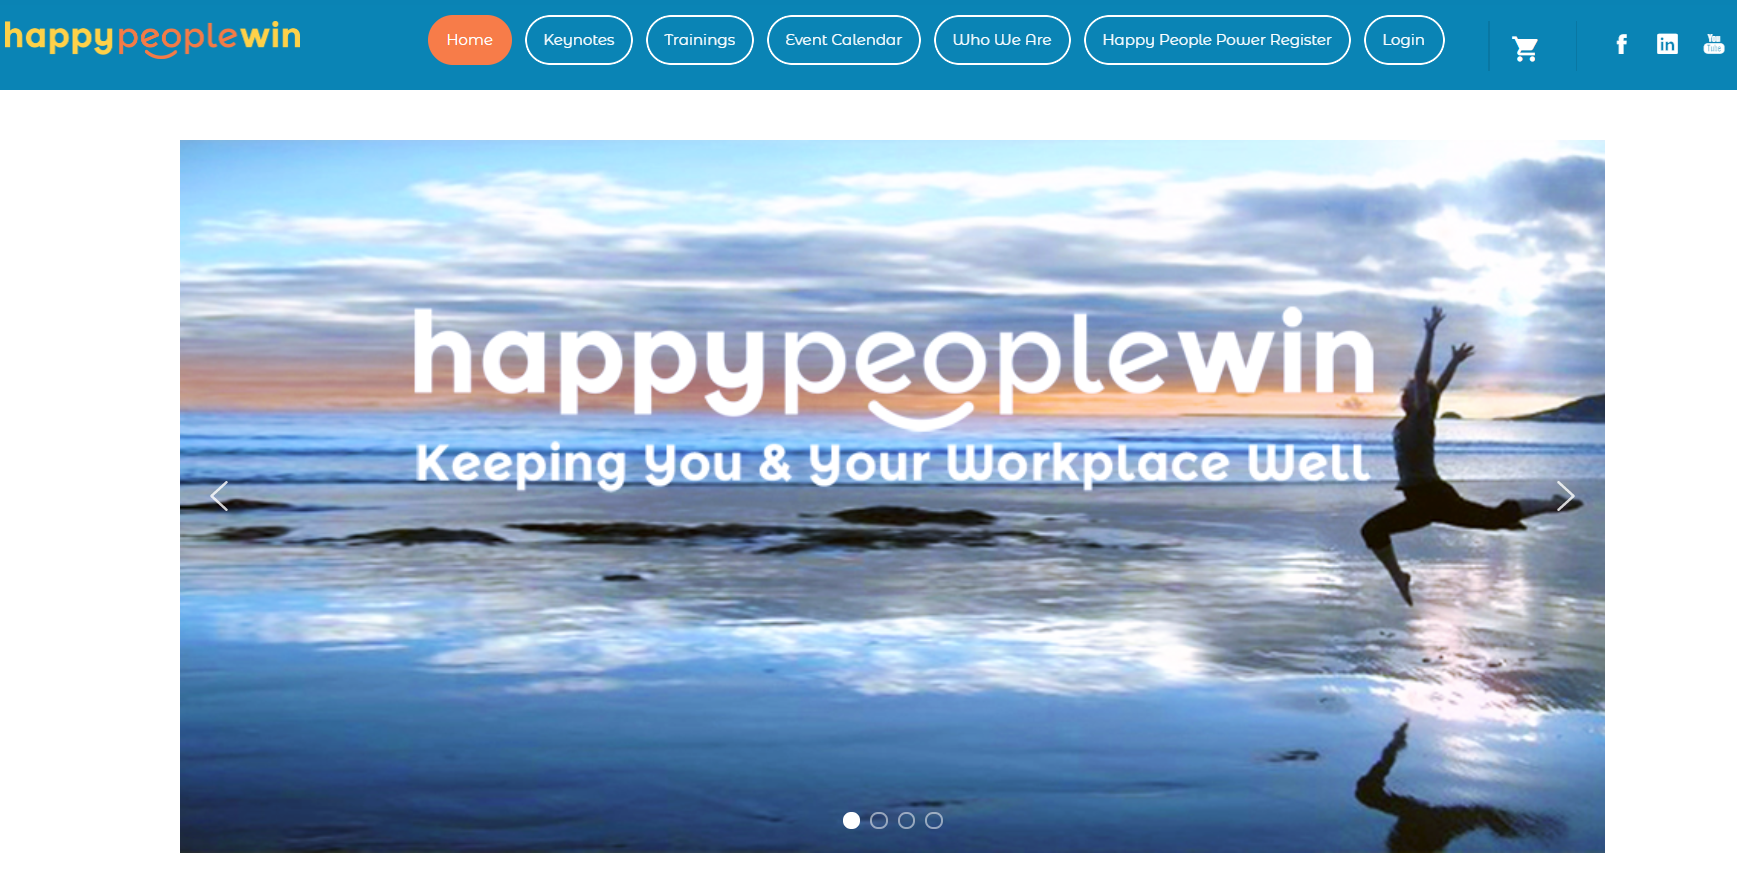 happypeoplewin
Home
Keynotes
Trainings
Event Calendar
Who We Are
Happy People Power Register
Login
You
Tube
happypeoplewin
Keeping You & Your Workplace Well